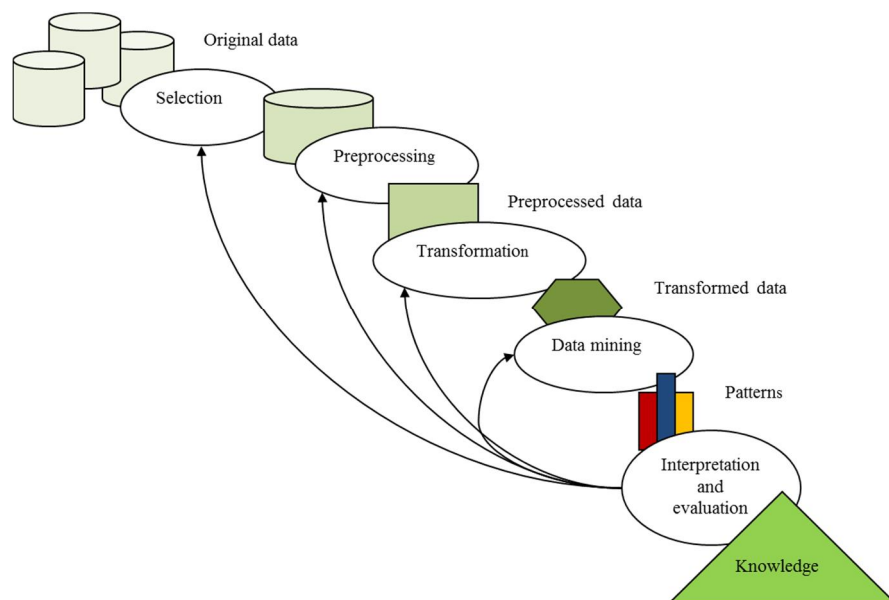 Original data
Selection
Preprocessing
Preprocessed data
Transformation
Transformed data
Data mining
Patterns
Interpretation
and
evaluation
Knowledge